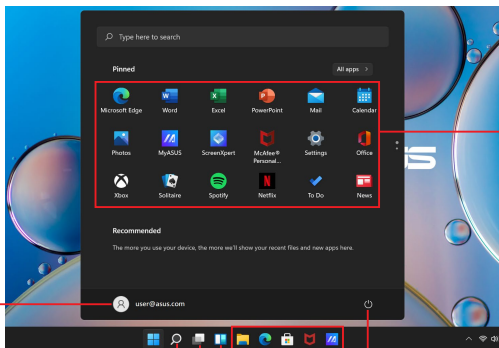 Type here to search
Pinned
All apps >
Microsoft Edge Word Excel PowerPoint Mail Calendar
Photos MyASUS ScreenXpert McAfee® Personal... Settings Office
Xbox Solitaire Spotify Netflix To Do News
Recommended
The more you use your device, the more we'll show your recent files and new apps here.
user@asus.com